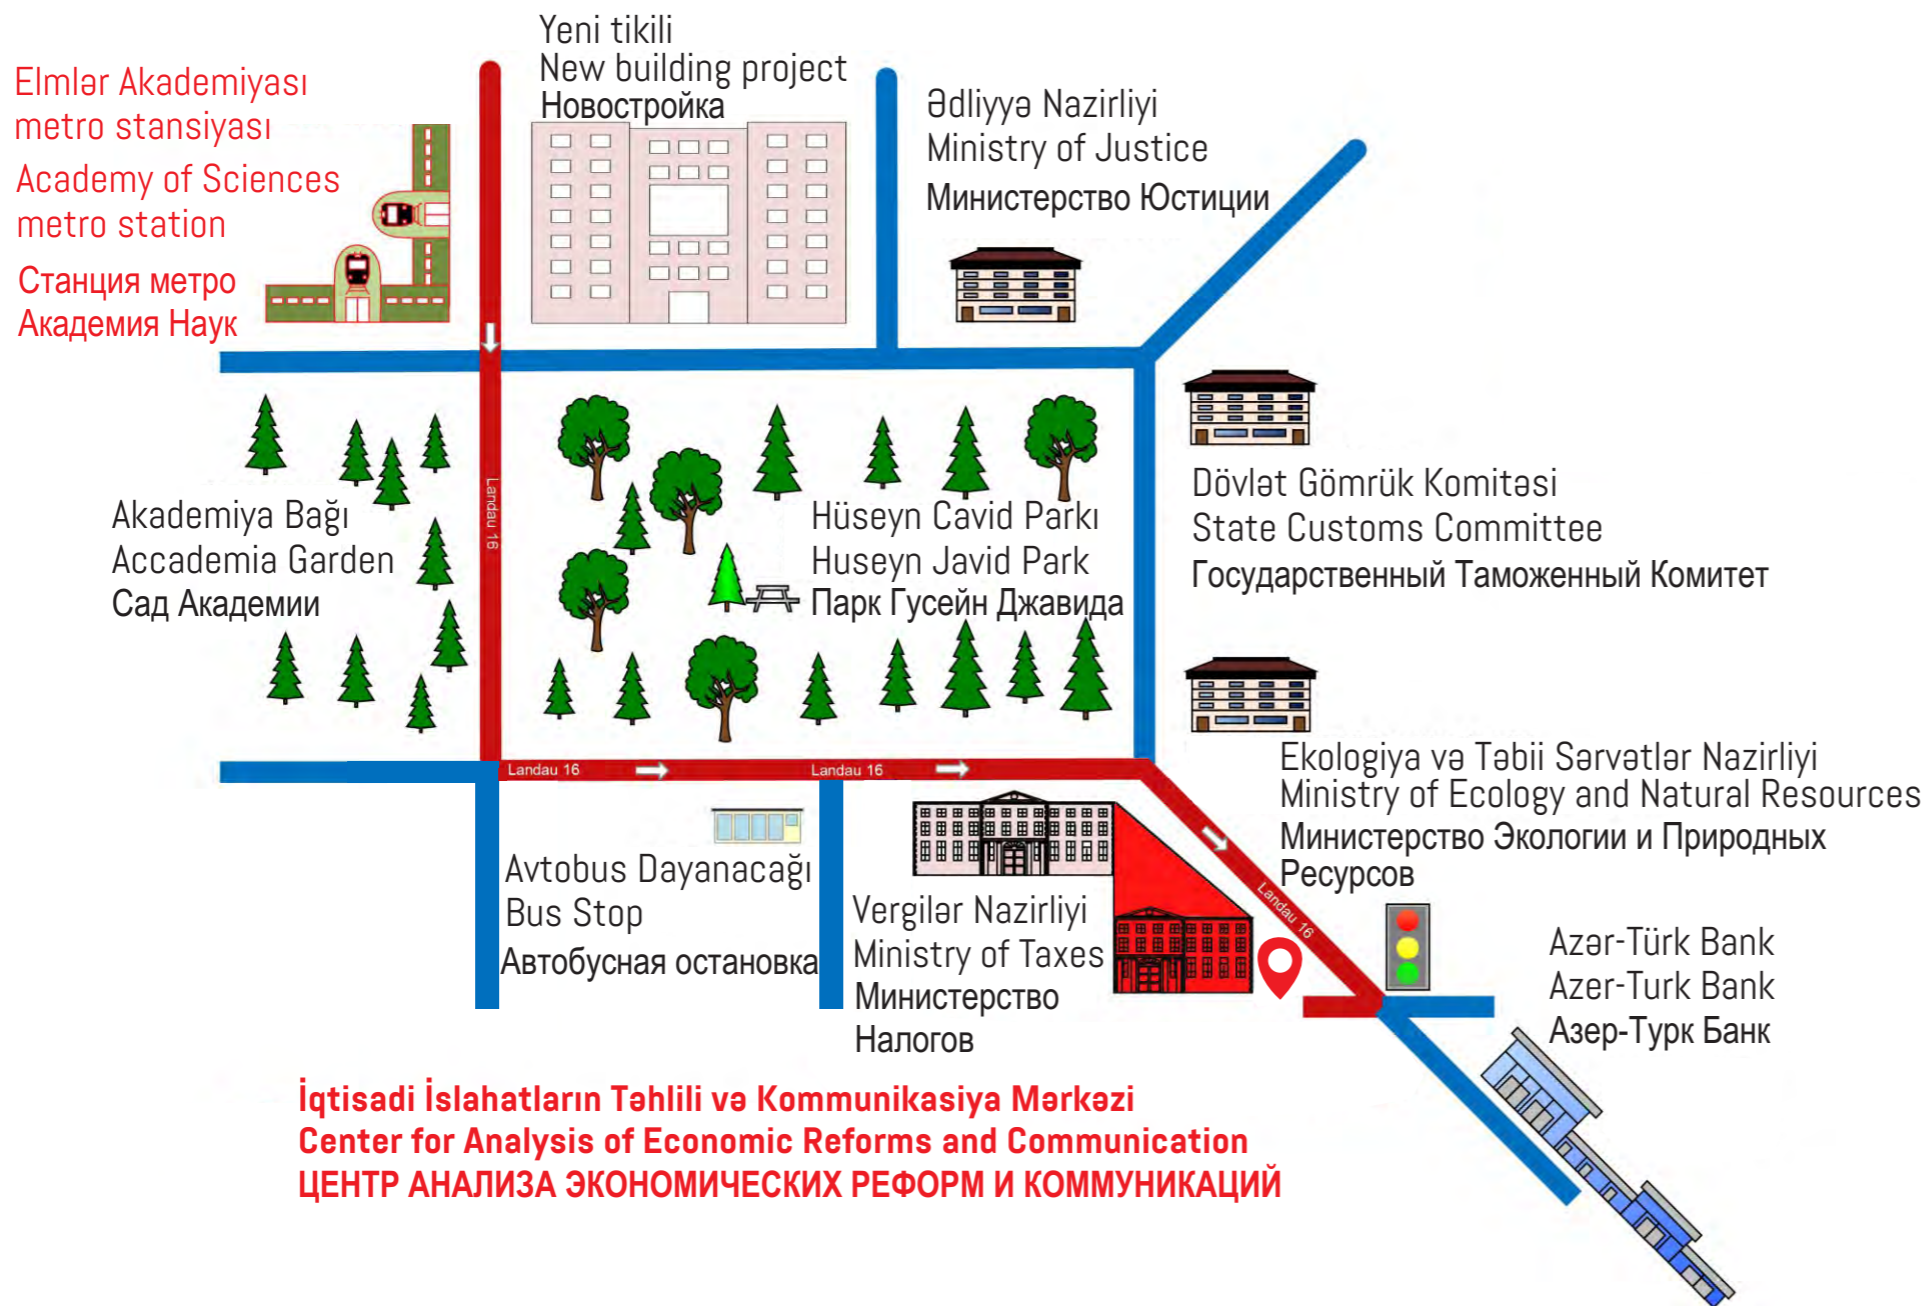 Elmlər Akademiyası
metro stansiyası
Academy of Sciences
metro station
Станция метро
Академия Наук
Yeni tikili
New building project
Новостройка
Ədliyyə Nazirliyi
Ministry of Justice
Министерство Юстиции
Landau 16
Akademiya Bağı
Accademia Garden
Сад Академии
Hüseyn Cavid Parkı
Huseyn Javid Park
Парк Гусейн Джавида
Dövlət Gömrük Komitəsi
State Customs Committee
Государственный Таможенный Комитет
Landau 16
Landau 16
Ekologiya və Təbii Sərvətlər Nazirliyi
Ministry of Ecology and Natural Resources
Министерство Экологии и Природных
Ресурсов
Landau 16
Avtobus Dayanacağı
Bus Stop
Автобусная остановка
Vergilər Nazirliyi
Ministry of Taxes
Министерство
Налогов
Azər-Türk Bank
Azer-Turk Bank
Азер-Турк Банк
İqtisadi İslahatların Təhlili və Kommunikasiya Mərkəzi
Center for Analysis of Economic Reforms and Communication
ЦЕНТР АНАЛИЗА ЭКОНОМИЧЕСКИХ РЕФОРМ И КОММУНИКАЦИЙ